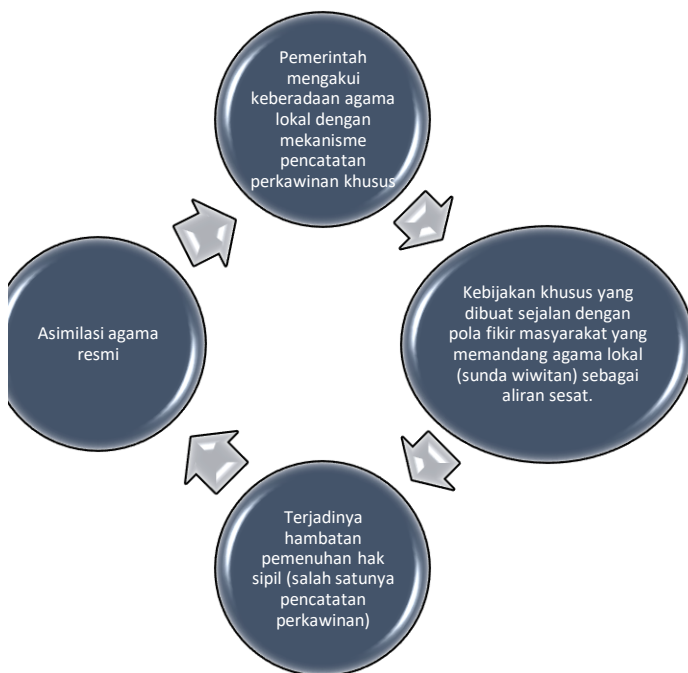 Pemerintah
mengakui
keberadaan agama
lokal dengan
mekanisme
pencatatan
perkawinan khusus
Kebijakan khusus yang
dibuat sejalan dengan
pola fikir masyarakat yang
memandang agama lokal
(sunda wiwitan) sebagai
aliran sesat.
Terjadinya
hambatan
pemenuhan hak
sipil (salah satunya
pencatatan
perkawinan)
Asimilasi agama
resmi